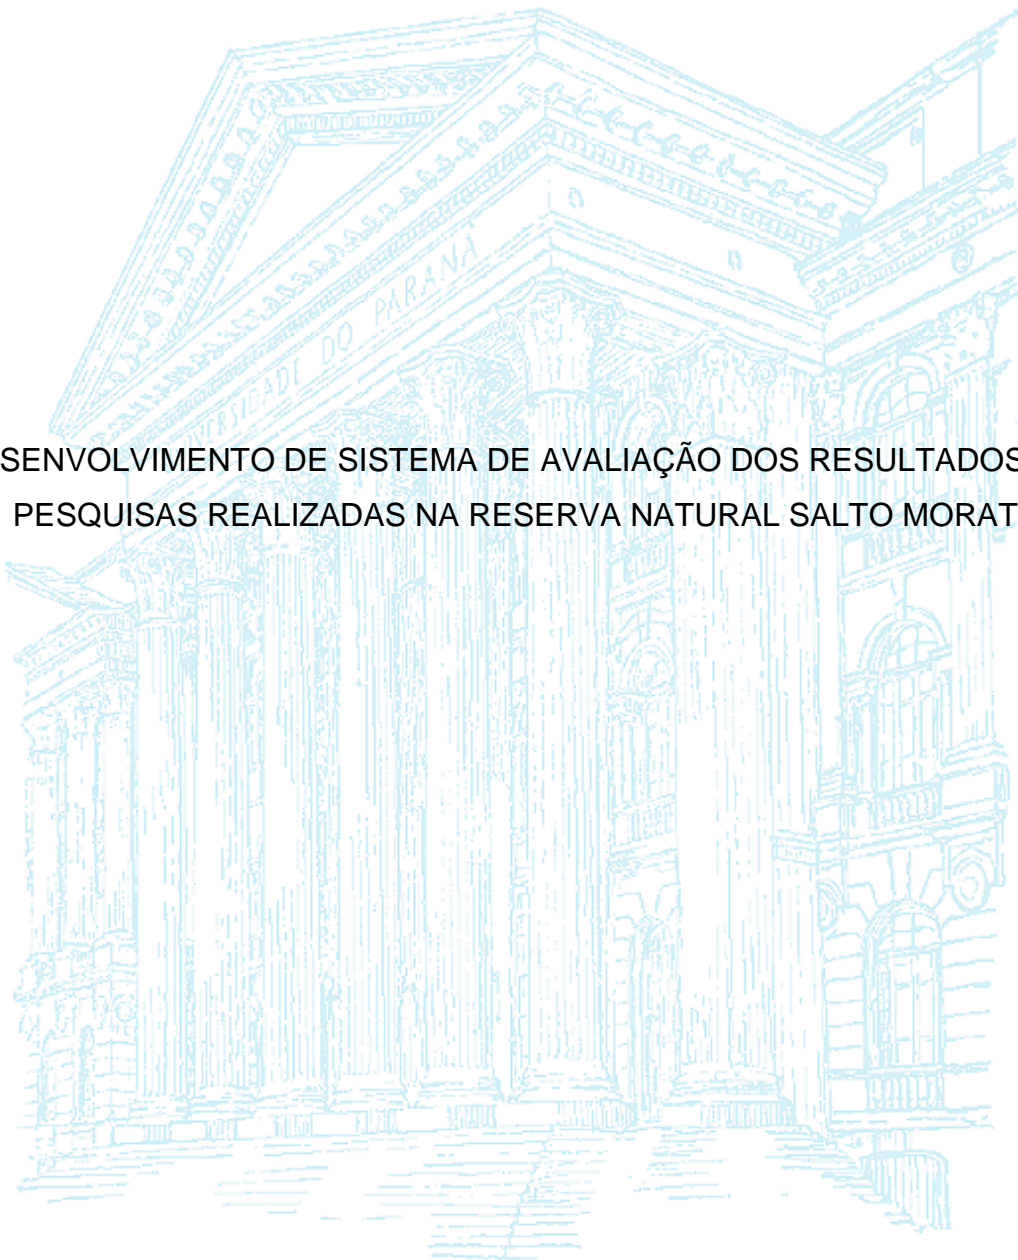 UNIVERSIDADE DO PARANÁ
SENVOLVIMENTO DE SISTEMA DE AVALIAÇÃO DOS RESULTADOS
PESQUISAS REALIZADAS NA RESERVA NATURAL SALTO MORAT